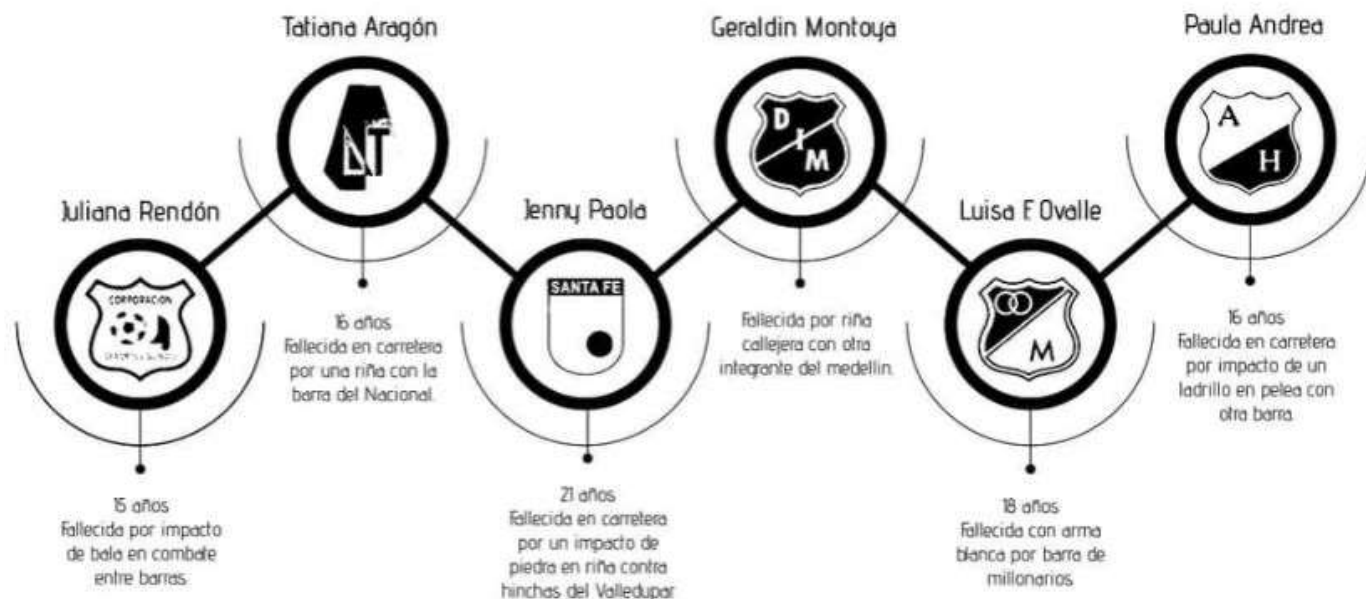 Tatiana Aragón
Geraldin Montoya
Paula Andrea
Juliana Rendón
Jenny Paola
Luisa F. Ovalle
CORPORACION
DIM
A
H
SANTA FE
M
16 años
Fallecida en carretera
por una riña con la
barra del Nacional.
Fallecida por riña
callejera con otra
integrante del medellin.
16 años
Fallecida en carretera
por impacto de un
ladrillo en pelea con
otra barra.
15 años
Fallecida por impacto
de bala en combate
entre barras.
21 años
Fallecida en carretera
por un impacto de
piedra en riña contra
hinchas del Valledupar
18 años
Fallecida con arma
blanca por barra de
millonarios